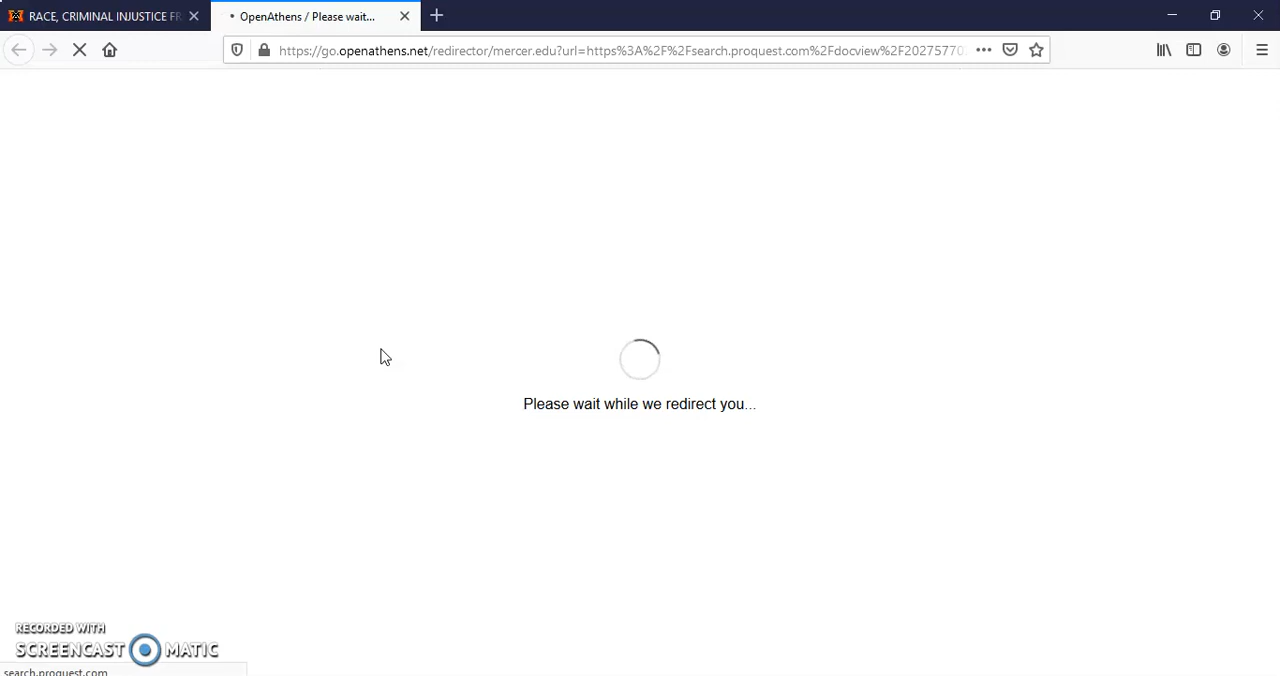 RACE, CRIMINAL INJUSTICE FR
OpenAthens / Please wait...
https://go.openathens.net/redirector/mercer.edu?url=https%3A%2F%2Fsearch.proquest.com%2Fdocview%2F202757702
Please wait while we redirect you...
RECORDED WITH
SCREENCAST MATIC
search.proquest.com